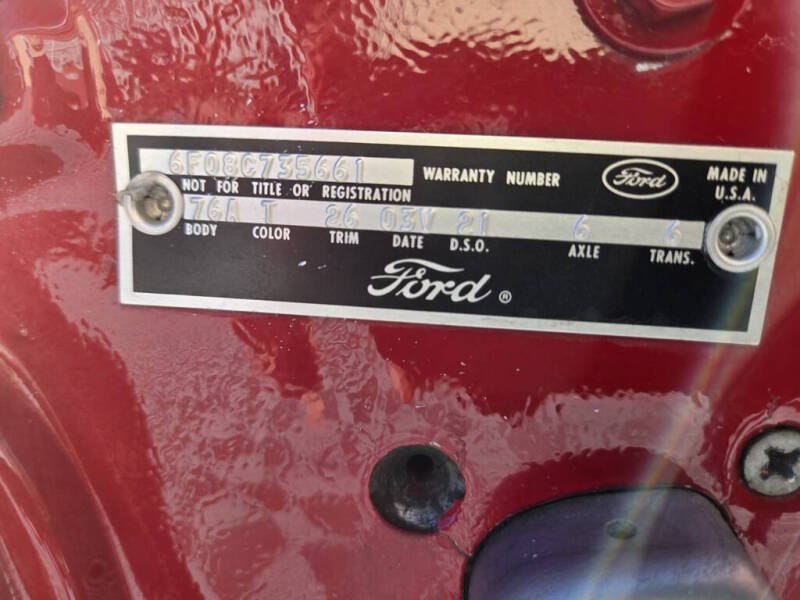 6F08C735661 WARRANTY NUMBER Ford MADE IN
U.S.A.
NOT FOR TITLE OR REGISTRATION
76A T 26 03V 21 6 6
BODY COLOR TRIM DATE D.S.O. AXLE TRANS.
Ford ®